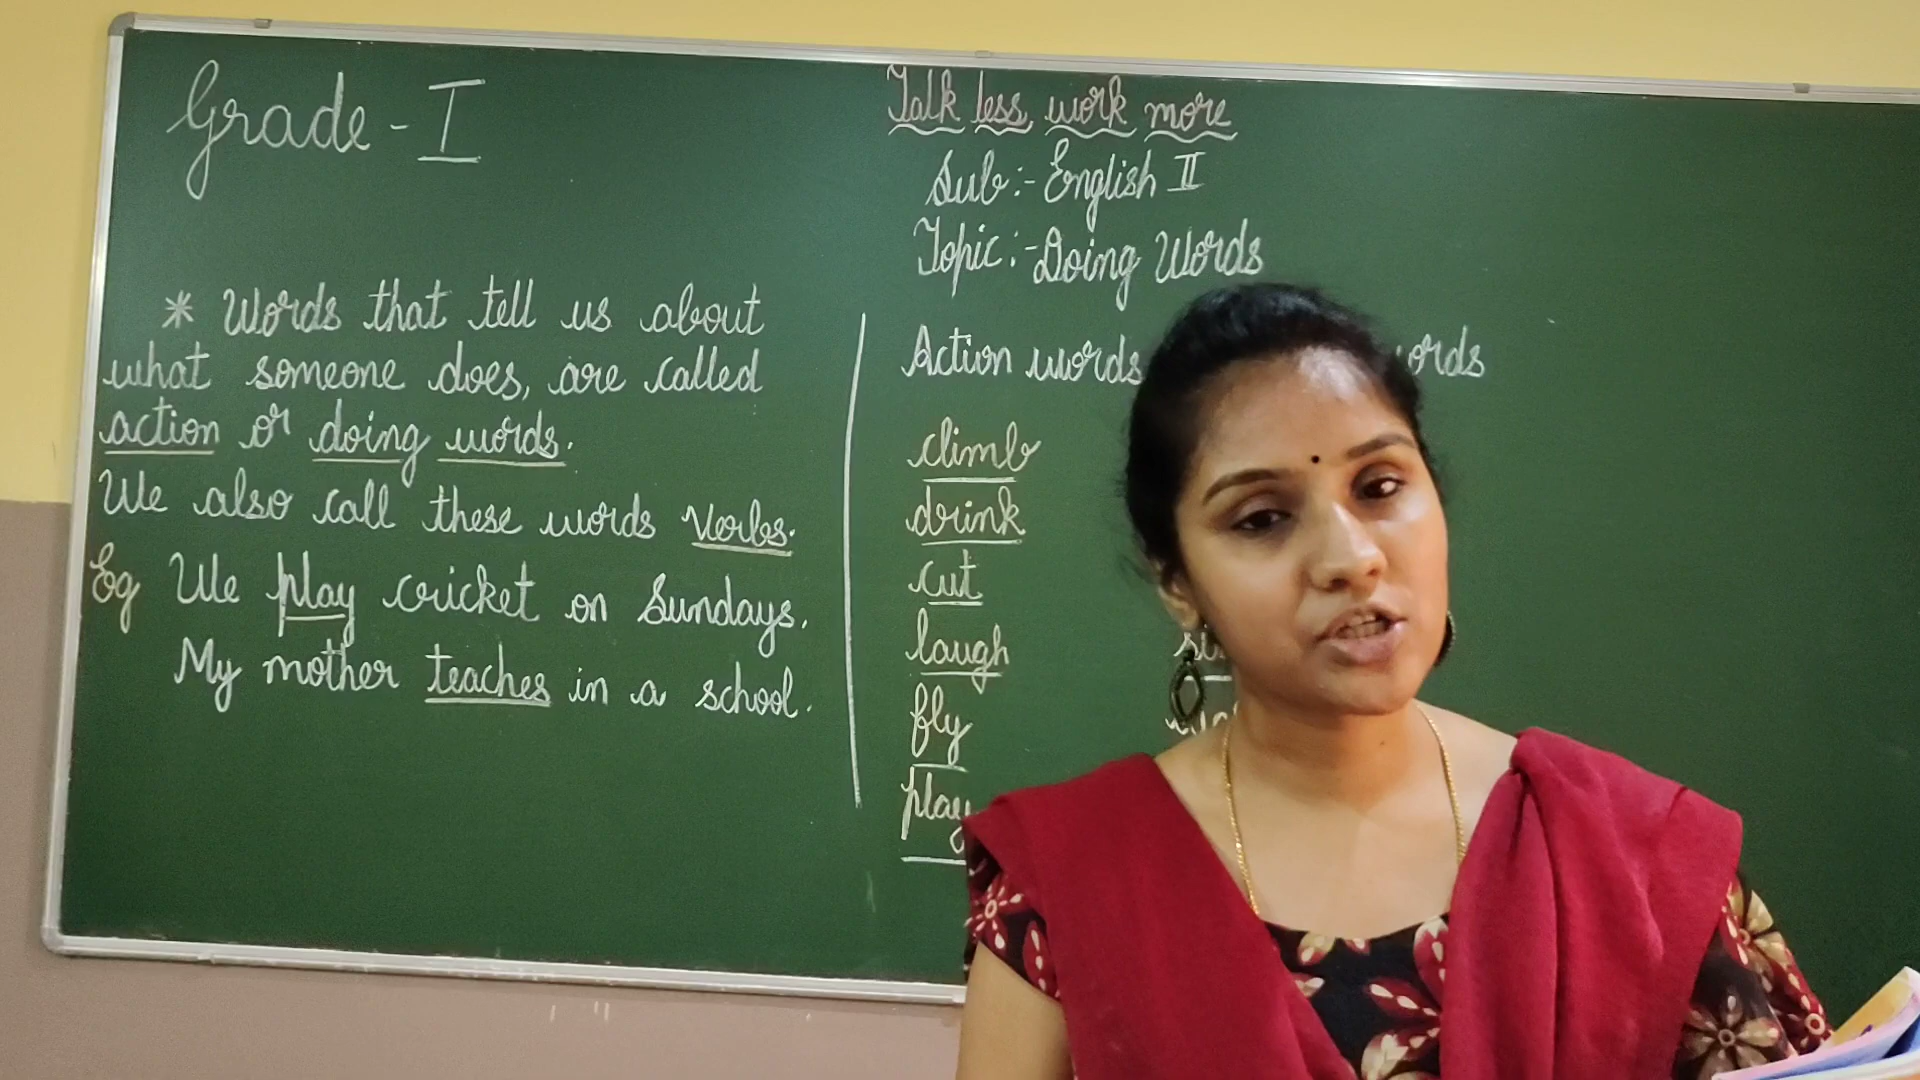 Grade - I
Talk less, work more
Sub:- English II
Topic:- Doing Words
* Words that tell us about
what someone does, are called
action or doing words.
We also call these words Verbs.
Eg We play cricket on Sundays.
My mother teaches in a school.
Action words
climb
drink
cut
laugh
fly
play